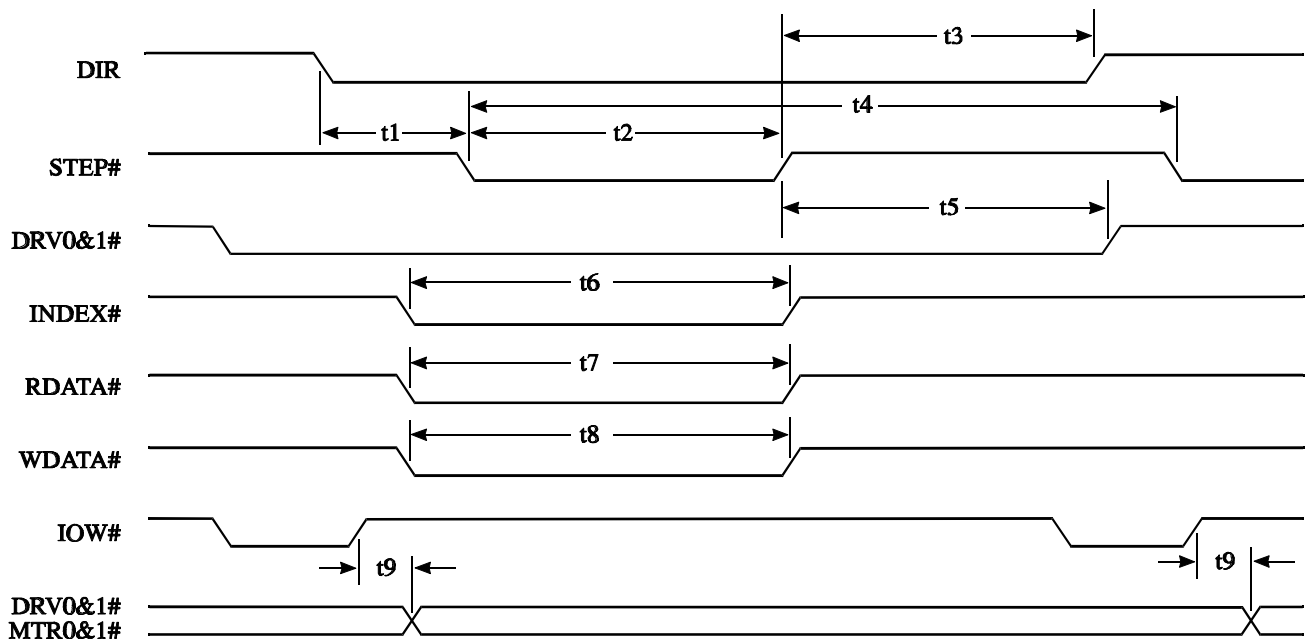 t3
DIR
t4
t1
t2
STEP#
t5
DRV0&1#
t6
INDEX#
t7
RDATA#
t8
WDATA#
IOW#
t9
t9
DRV0&1#
MTR0&1#